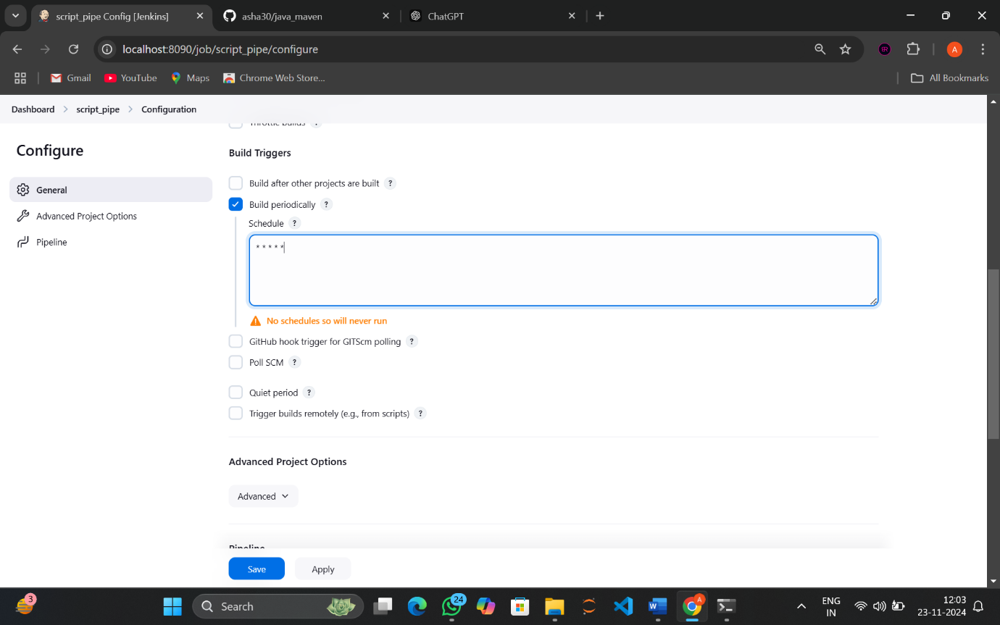 script_pipe Config [Jenkins]
asha30/java_maven
ChatGPT
localhost:8090/job/script_pipe/configure
A
Gmail
YouTube
Maps
Chrome Web Store...
All Bookmarks
Dashboard
script_pipe
Configuration
Throttle builds ?
Configure
General
Advanced Project Options
Pipeline
Build Triggers
Build after other projects are built ?
Build periodically ?
Schedule ?
* * * * *
No schedules so will never run
GitHub hook trigger for GITScm polling ?
Poll SCM ?
Quiet period ?
Trigger builds remotely (e.g., from scripts) ?
Advanced Project Options
Advanced
Pipeline
Save
Apply
3
Search
24
A
ENG
IN
12:03
23-11-2024